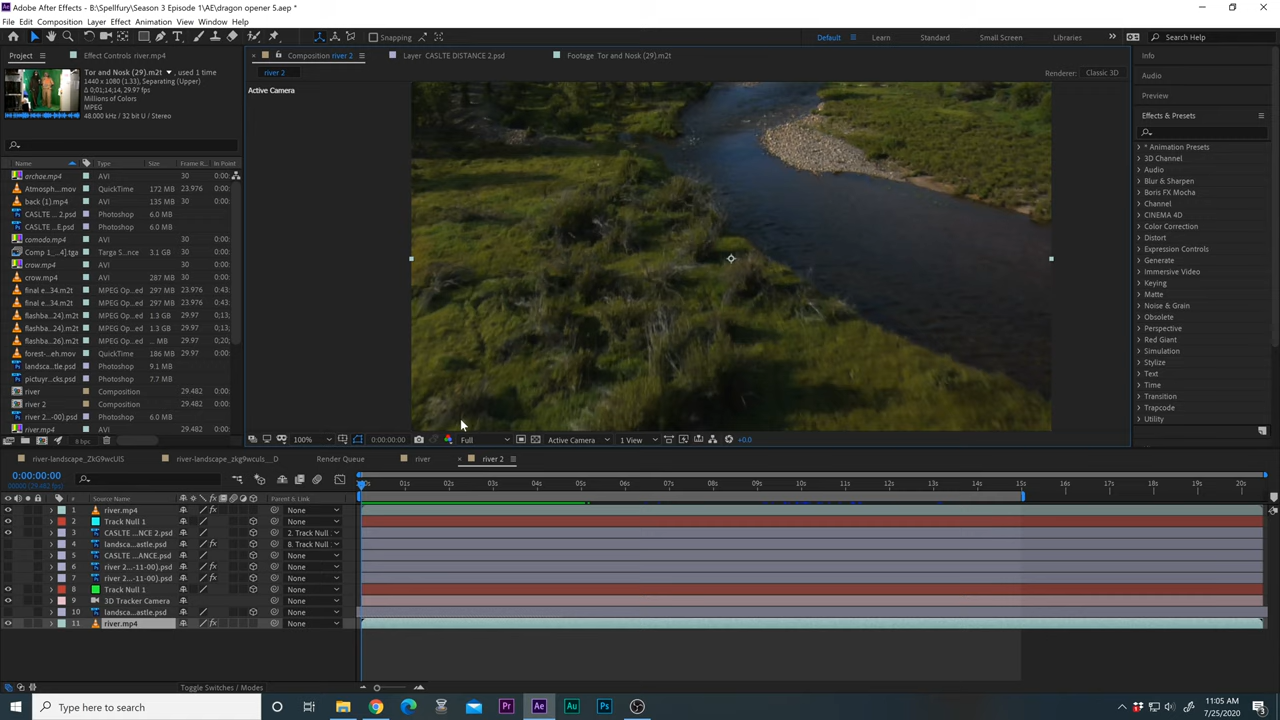 Adobe After Effects - B:\Spellfury\Season 3 Episode 1\AE\dragon opener 5.aep *
File Edit Composition Layer Effect Animation View Window Help
Snapping Default Learn Standard Small Screen Libraries Search Help
Project Effect Controls river.mp4 Composition river 2 Layer CASLTE DISTANCE 2.psd Footage Tor and Nosk (29).m2t Info
Tor and Nosk (29).m2t, used 1 time
1440 x 1080 (1.33), Separating (Upper)
Δ 0;01;14;14, 29.97 fps
Millions of Colors
MPEG
48.000 kHz / 32 bit U / Stereo
river 2 Renderer: Classic 3D
Active Camera
Audio
Preview
Effects & Presets
Name Type Size Frame R... In Point
archae.mp4 AVI 30 0:00:
Atmosph....mov QuickTime 172 MB 23.976 0:00:
back (1).mp4 AVI 135 MB 23.976 0:00:
CASLTE ... 2.psd Photoshop 6.0 MB
CASLTE ...E.psd Photoshop 6.0 MB
comodo.mp4 AVI 30 0:00:
Comp 1_...4].tga Targa S...nce 3.1 GB 30 0:00:
crow.mp4 AVI 30 0:00:
crow.mp4 AVI 287 MB 30 0:00:
final e...34.m2t MPEG Op...ed 297 MB 23.976 0:43:
final e...34.m2t MPEG Op...ed 297 MB 23.976 0:43:
flashba...24).m2t MPEG Op...ed 1.3 GB 29.97 0;13;
flashba...24).m2t MPEG Op...ed 1.3 GB 29.97 0;13;
flashba...26).m2t MPEG Op...ed 1.3 GB 29.97 0;20;
forest-...eh.mov QuickTime 186 MB 29.97 0:00:
landsca...tle.psd Photoshop 9.1 MB
pictuyr...cks.psd Photoshop 7.7 MB
river Composition 29.482 0:00:
river 2 Composition 29.482 0:00:
river 2...-00).psd Photoshop 6.0 MB
river.mp4 AVI 29.97 0:00:
8 bpc
* Animation Presets
3D Channel
Audio
Blur & Sharpen
Boris FX Mocha
Channel
CINEMA 4D
Color Correction
Distort
Expression Controls
Generate
Immersive Video
Keying
Matte
Noise & Grain
Obsolete
Perspective
Red Giant
Simulation
Stylize
Text
Time
Transition
Trapcode
Utility
100% 0:00:00:00 Full Active Camera 1 View +0.0
river-landscape_ZkG9wcUlS river-landscape_zkg9wculs__D Render Queue river river 2
0:00:00:00
00000 (29.482 fps)
:00s 01s 02s 03s 04s 05s 06s 07s 08s 09s 10s 11s 12s 13s 14s 15s 16s 17s 18s 19s 20s
# Source Name Parent & Link
1 river.mp4 None
2 Track Null 1 None
3 CASLTE ...NCE 2.psd 2. Track Null
4 landsca...astle.psd 8. Track Null
5 CASLTE ...ANCE.psd None
6 river 2...-11-00).psd None
7 river 2...-11-00).psd None
8 Track Null 1 None
9 3D Tracker Camera None
10 landsca...astle.psd None
11 river.mp4 None
Toggle Switches / Modes
Type here to search
Pr Ae Au Ps
11:05 AM
7/25/2020